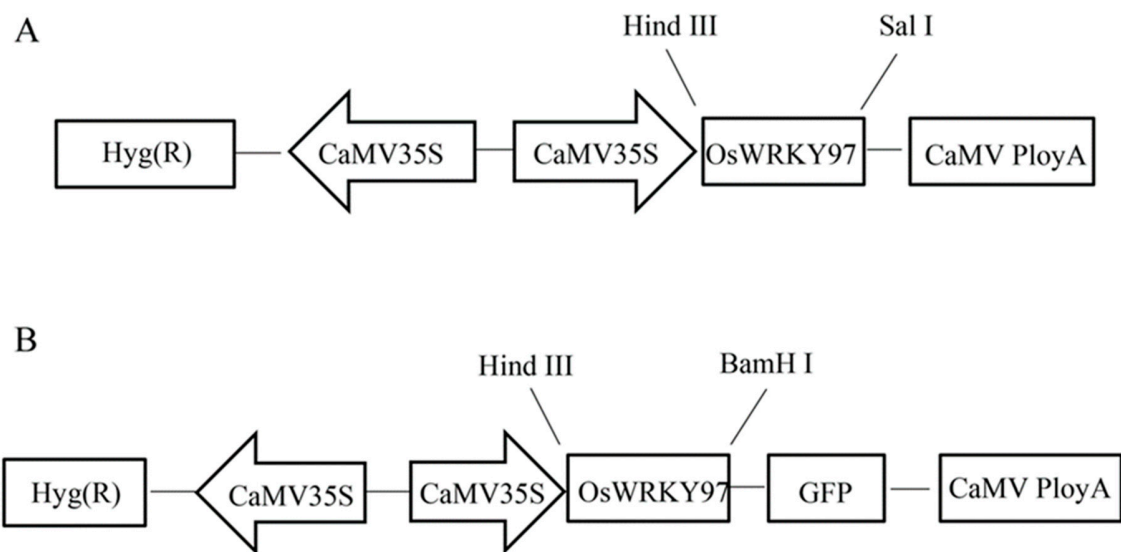 A
Hind III
Sal I
Hyg(R)
CaMV35S
CaMV35S
OsWRKY97
CaMV PloyA
B
Hind III
BamH I
Hyg(R)
CaMV35S
CaMV35S
OsWRKY97
GFP
CaMV PloyA